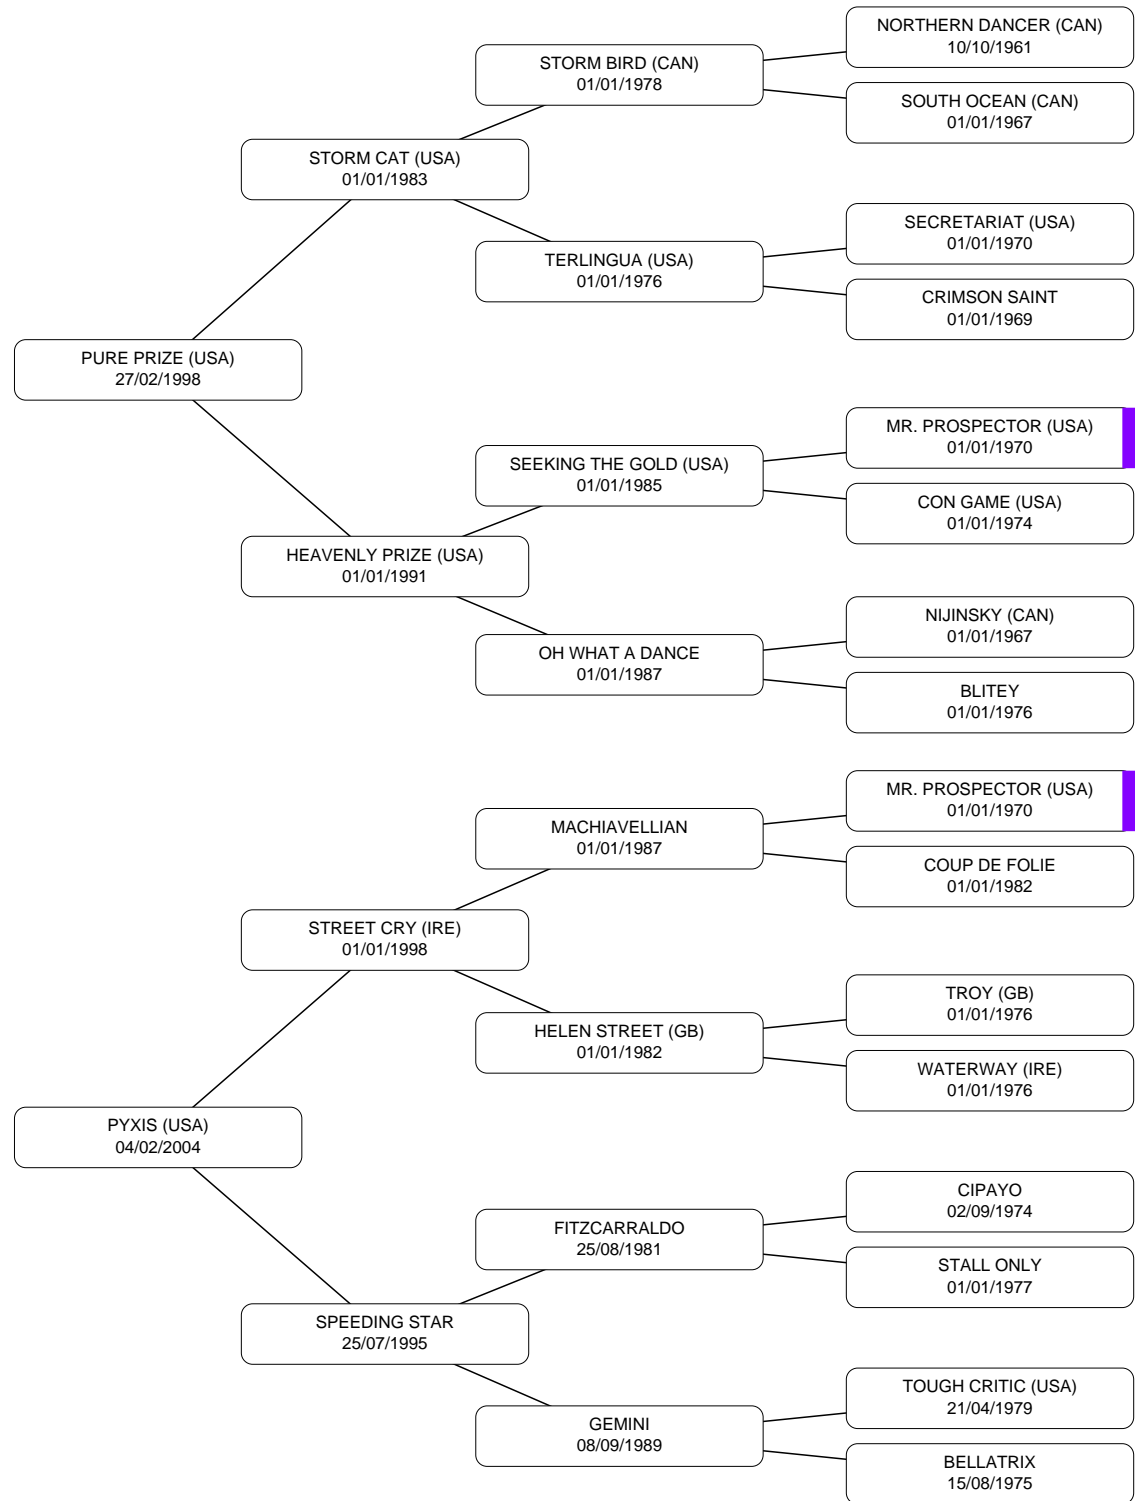 NORTHERN DANCER (CAN)
10/10/1961
STORM BIRD (CAN)
01/01/1978
SOUTH OCEAN (CAN)
01/01/1967
STORM CAT (USA)
01/01/1983
SECRETARIAT (USA)
01/01/1970
TERLINGUA (USA)
01/01/1976
CRIMSON SAINT
01/01/1969
PURE PRIZE (USA)
27/02/1998
MR. PROSPECTOR (USA)
01/01/1970
SEEKING THE GOLD (USA)
01/01/1985
CON GAME (USA)
01/01/1974
HEAVENLY PRIZE (USA)
01/01/1991
NIJINSKY (CAN)
01/01/1967
OH WHAT A DANCE
01/01/1987
BLITEY
01/01/1976
MR. PROSPECTOR (USA)
01/01/1970
MACHIAVELLIAN
01/01/1987
COUP DE FOLIE
01/01/1982
STREET CRY (IRE)
01/01/1998
TROY (GB)
01/01/1976
HELEN STREET (GB)
01/01/1982
WATERWAY (IRE)
01/01/1976
PYXIS (USA)
04/02/2004
CIPAYO
02/09/1974
FITZCARRALDO
25/08/1981
STALL ONLY
01/01/1977
SPEEDING STAR
25/07/1995
TOUGH CRITIC (USA)
21/04/1979
GEMINI
08/09/1989
BELLATRIX
15/08/1975